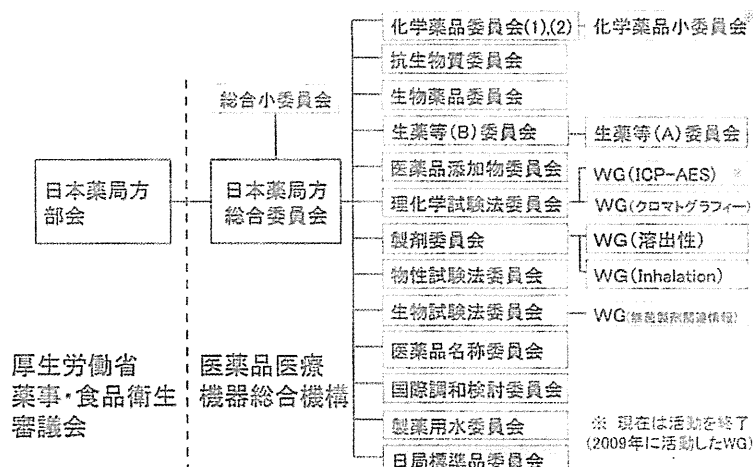 化学薬品委員会(1),(2)
化学薬品小委員会※
抗生物質委員会
総合小委員会
生物薬品委員会
生薬等(B)委員会
生薬等(A)委員会
日本薬局方
部会
日本薬局方
総合委員会
医薬品添加物委員会
WG(ICP-AES) ※
理化学試験法委員会
WG(クロマトグラフィー)
製剤委員会
WG(溶出性)
物性試験法委員会
WG(Inhalation)
生物試験法委員会
WG(無菌製剤関連情報)
医薬品名称委員会
厚生労働省
薬事・食品衛生
審議会
医薬品医療
機器総合機構
国際調和検討委員会
製薬用水委員会
日局標準品委員会
※ 現在は活動を終了
(2009年に活動したWG)